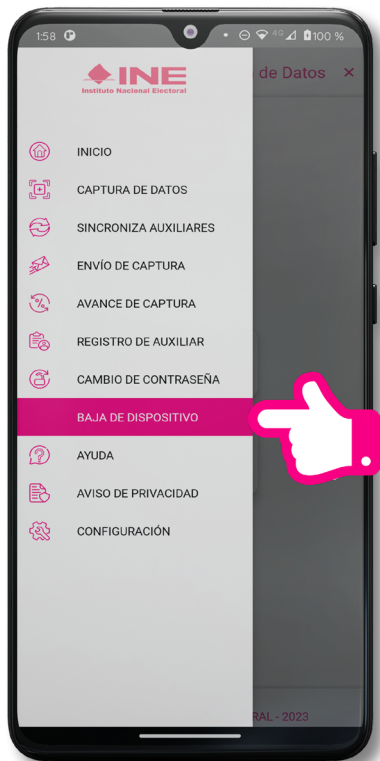 1:58 4G 100 %
INE
Instituto Nacional Electoral
de Datos ×
INICIO
CAPTURA DE DATOS
SINCRONIZA AUXILIARES
ENVÍO DE CAPTURA
AVANCE DE CAPTURA
REGISTRO DE AUXILIAR
CAMBIO DE CONTRASEÑA
BAJA DE DISPOSITIVO
AYUDA
AVISO DE PRIVACIDAD
CONFIGURACIÓN
RAL - 2023